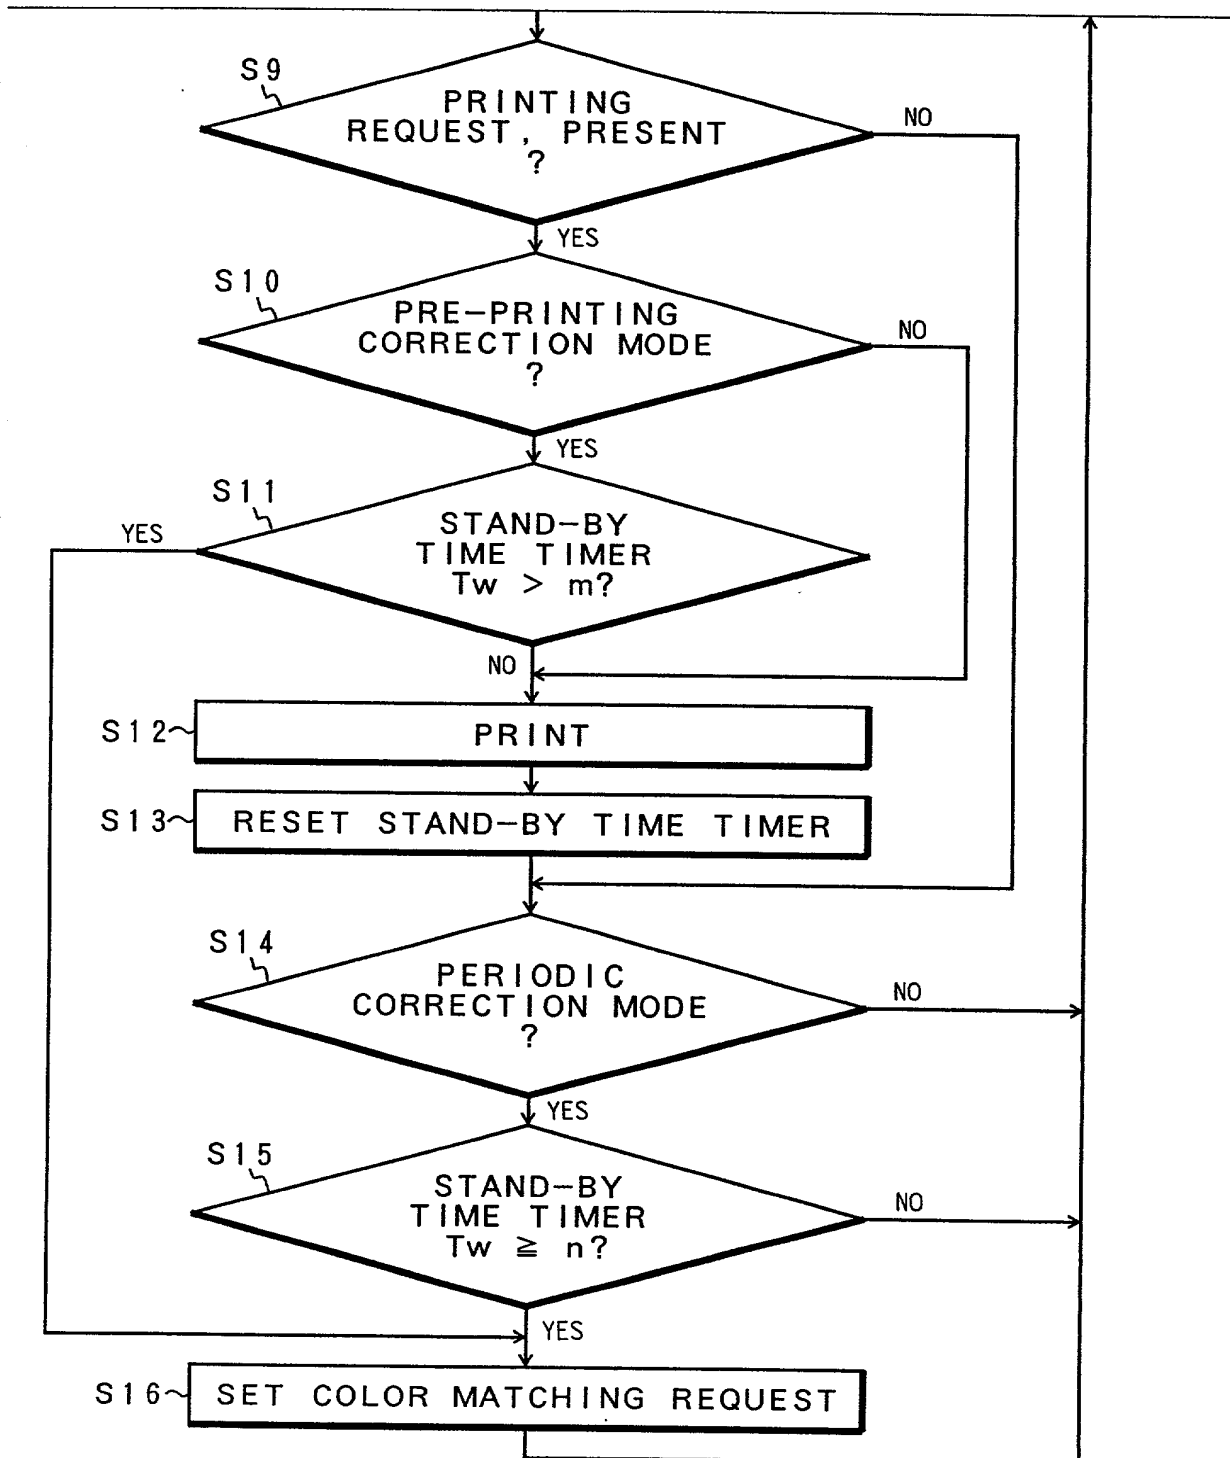 S9
PRINTING
REQUEST, PRESENT
?
NO
YES
S10
PRE-PRINTING
CORRECTION MODE
?
NO
YES
S11
STAND-BY
TIME TIMER
Tw > m?
YES
NO
S12
PRINT
S13
RESET STAND-BY TIME TIMER
S14
PERIODIC
CORRECTION MODE
?
NO
YES
S15
STAND-BY
TIME TIMER
Tw ≧ n?
NO
YES
S16
SET COLOR MATCHING REQUEST